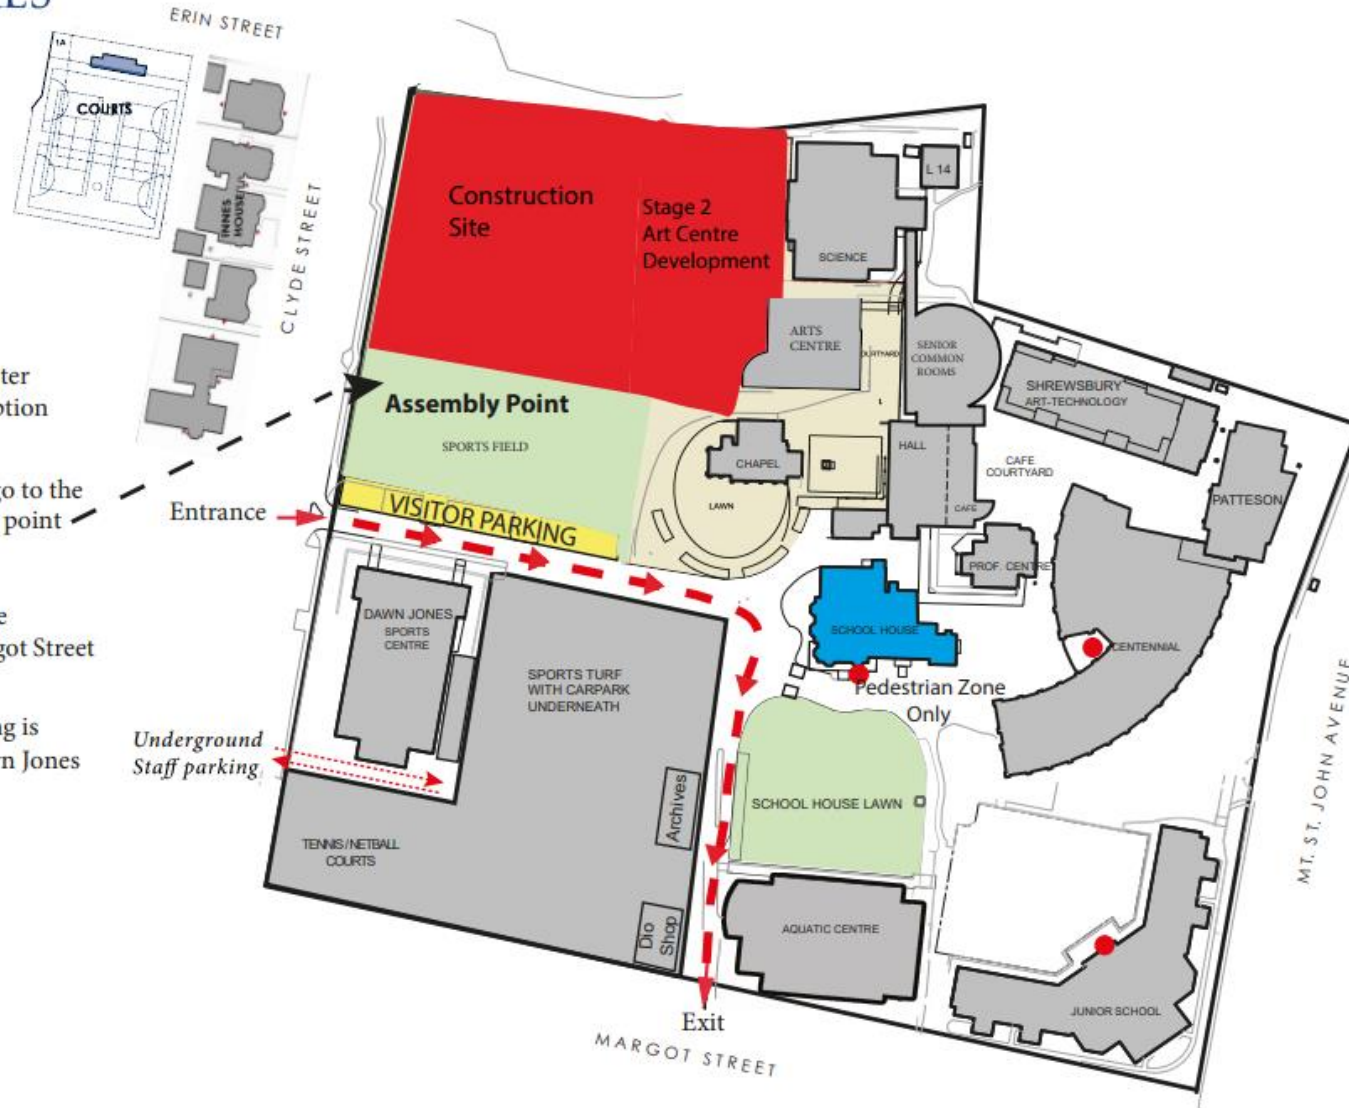 ERIN STREET
1A
COURTS
INNES
HOUSE
CLYDE STREET
Construction
Site
Stage 2
Art Centre
Development
L 14
SCIENCE
ARTS
CENTRE
SENIOR
COMMON
ROOMS
SHREWSBURY
ART-TECHNOLOGY
Assembly Point
SPORTS FIELD
CHAPEL
HALL
CAFE
COURTYARD
PATTESON
go to the
point
Entrance
VISITOR PARKING
LAWN
CAFE
PROF. CENTRE
DAWN JONES
SPORTS
CENTRE
SCHOOL HOUSE
CENTENNIAL
got Street
SPORTS TURF
WITH CARPARK
UNDERNEATH
Pedestrian Zone
Only
ng is
n Jones
Underground
Staff parking
SCHOOL HOUSE LAWN
Archives
TENNIS/NETBALL
COURTS
MT. ST. JOHN AVENUE
Dio
Shop
AQUATIC CENTRE
JUNIOR SCHOOL
Exit
MARGOT STREET